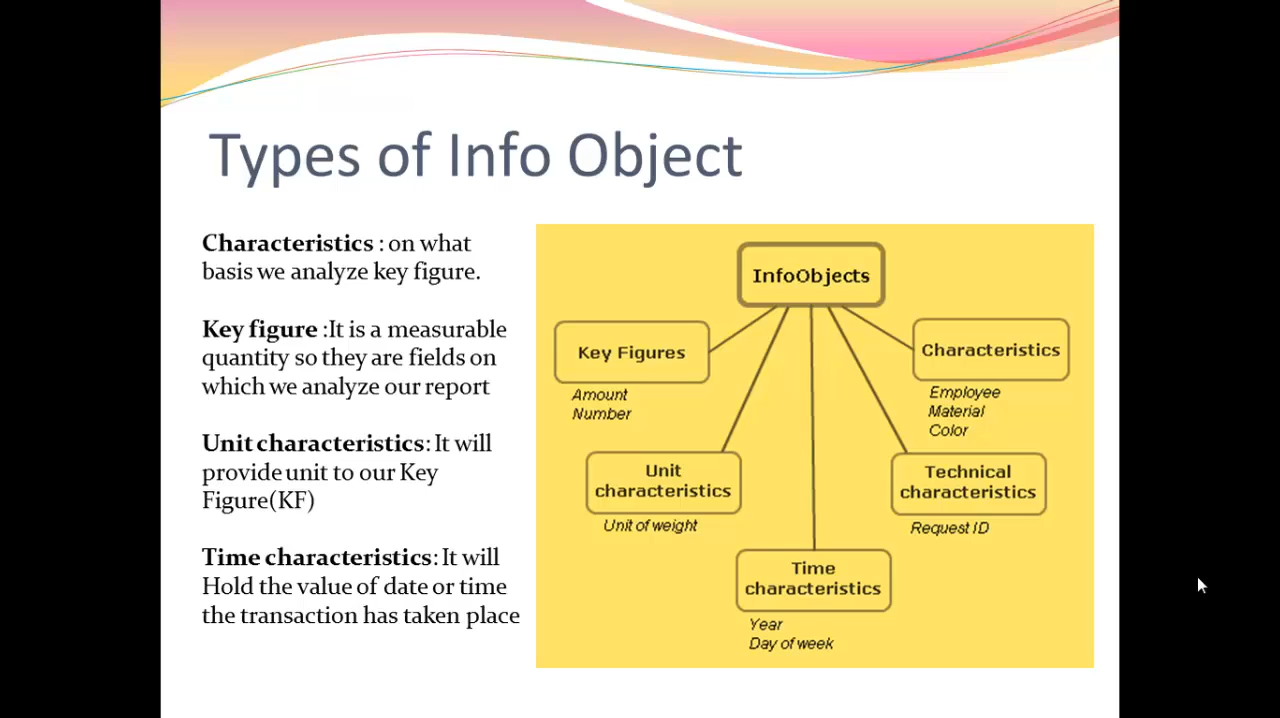 Types of Info Object
Characteristics : on what
basis we analyze key figure.
Key figure :It is a measurable
quantity so they are fields on
which we analyze our report
Unit characteristics: It will
provide unit to our Key
Figure(KF)
Time characteristics: It will
Hold the value of date or time
the transaction has taken place
InfoObjects
Key Figures
Amount
Number
Characteristics
Employee
Material
Color
Unit
characteristics
Unit of weight
Technical
characteristics
Request ID
Time
characteristics
Year
Day of week